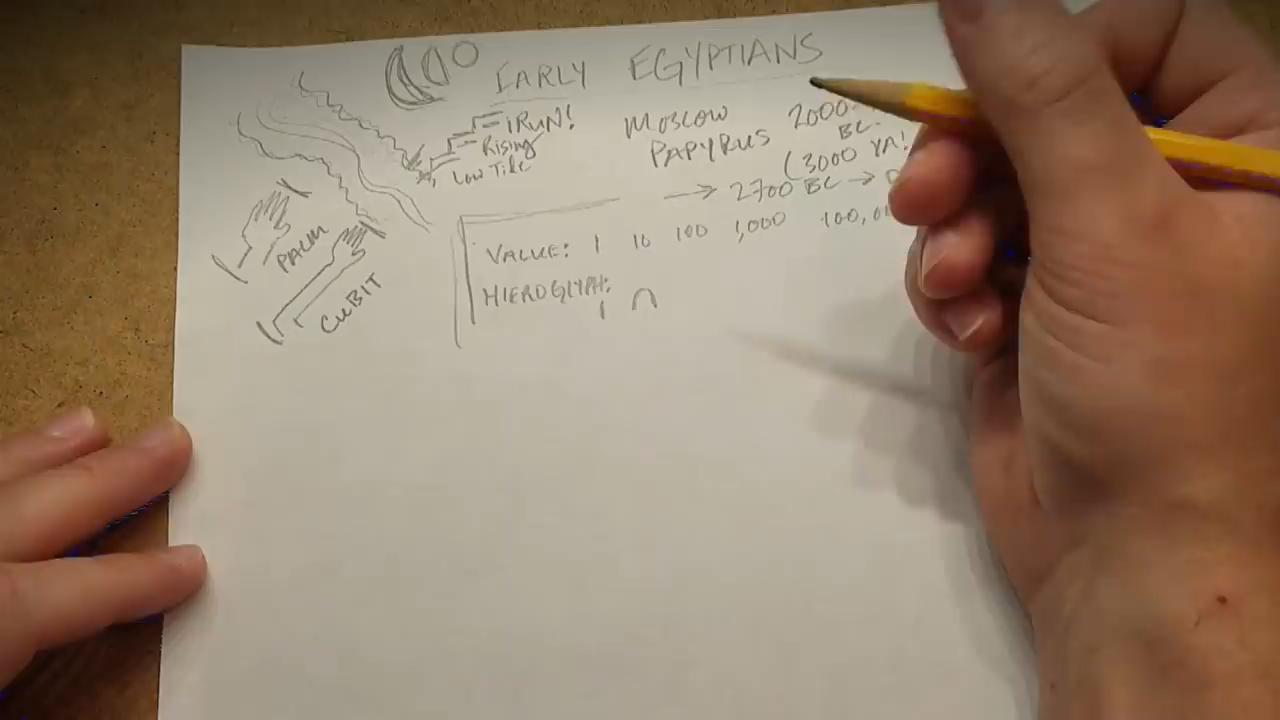 EARLY EGYPTIANS
iRUN!
Rising
Low Tide
MOSCOW
PAPYRUS
2000
BC.
(3000 YA!
→ 2700 BC →
PALM
CUBIT
VALUE: 1 10 100 1,000 100,0
HIEROGLYPH:
I ∩